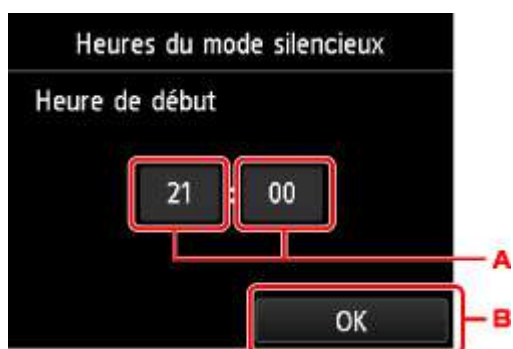 Heures du mode silencieux
Heure de début
21 : 00
A
OK
B